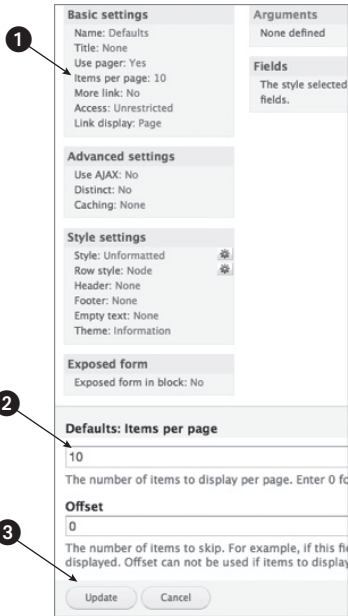 Basic settings
Name: Defaults
Title: None
Use pager: Yes
Items per page: 10
More link: No
Access: Unrestricted
Link display: Page
Arguments
None defined
Fields
The style selected
fields.
Advanced settings
Use AJAX: No
Distinct: No
Caching: None
Style settings
Style: Unformatted
Row style: Node
Header: None
Footer: None
Empty text: None
Theme: Information
Exposed form
Exposed form in block: No
Defaults: Items per page
10
The number of items to display per page. Enter 0
Offset
0
The number of items to skip. For example, if this
displayed. Offset can not be used if items to display
Update Cancel
1
2
3